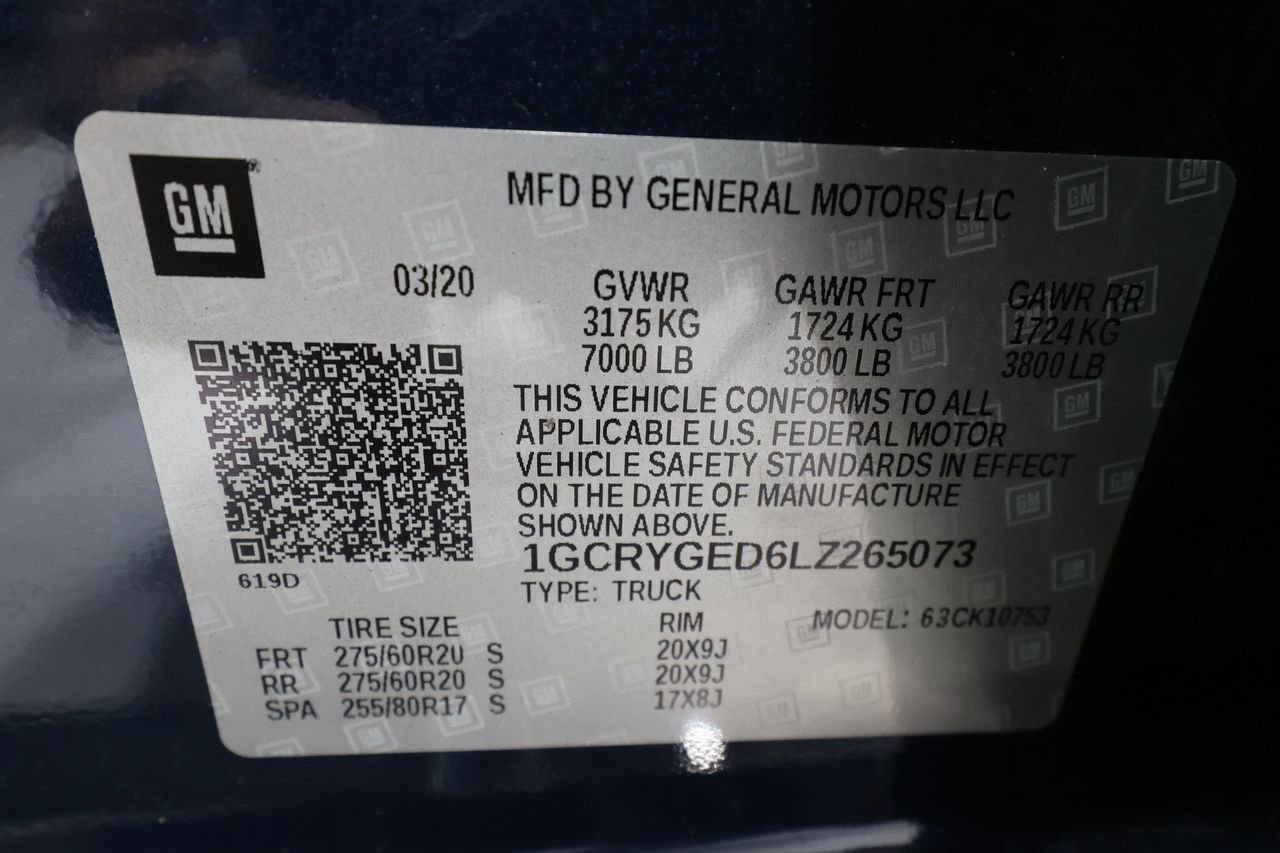 GM
MFD BY GENERAL MOTORS LLC
03/20 GVWR GAWR FRT GAWR RR
3175 KG 1724 KG 1724 KG
7000 LB 3800 LB 3800 LB
THIS VEHICLE CONFORMS TO ALL
APPLICABLE U.S. FEDERAL MOTOR
VEHICLE SAFETY STANDARDS IN EFFECT
ON THE DATE OF MANUFACTURE
SHOWN ABOVE.
1GCRYGED6LZ265073
619D
TYPE: TRUCK
MODEL: 63CK10753
TIRE SIZE RIM
FRT 275/60R20 S 20X9J
RR 275/60R20 S 20X9J
SPA 255/80R17 S 17X8J